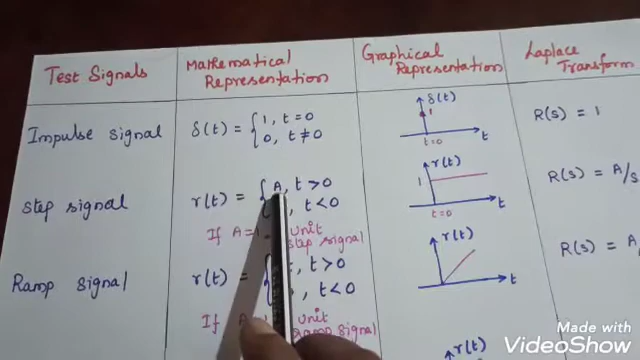 Test Signals
Mathematical
Representation
Graphical
Representation
Laplace
Transform
Impulse signal
δ(t) = { 1, t = 0
0, t ≠ 0
δ(t)
1
t=0
t
R(s) = 1
Step signal
r(t) = { A, t > 0
, t < 0
If A=1 Unit
step signal
r(t)
1
t=0
t
R(s) = A/s
Ramp signal
r(t) = {
t, t > 0
, t < 0
If A
Unit
Ramp signal
r(t)
t
R(s) = A
r(t)
Made with
VideoShow